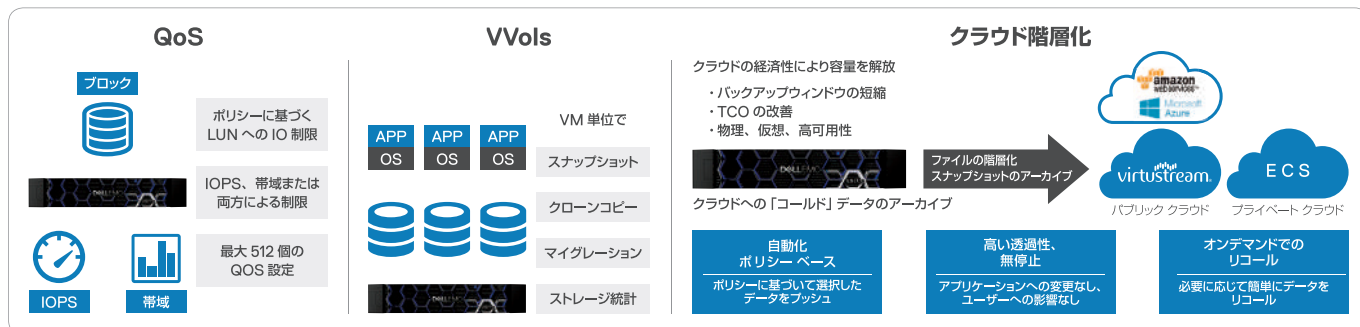 QoS
ブロック
ポリシーに基づく
LUN への IO 制限
DELLEMC
IOPS、帯域または
両方による制限
最大 512 個の
QOS 設定
IOPS
帯域
VVols
VM 単位で
APP
APP
APP
OS
OS
OS
スナップショット
クローンコピー
マイグレーション
ストレージ統計
DELLEMC
クラウド階層化
クラウドの経済性により容量を解放
・バックアップウィンドウの短縮
・TCO の改善
・物理、仮想、高可用性
DELLEMC
ファイルの階層化
スナップショットのアーカイブ
クラウドへの「コールド」データのアーカイブ
amazon
webservices™
Microsoft
Azure
virtustream®
ECS
パブリック クラウド
プライベート クラウド
自動化
ポリシー ベース
ポリシーに基づいて選択した
データをプッシュ
高い透過性、
無停止
アプリケーションへの変更なし、
ユーザーへの影響なし
オンデマンドでの
リコール
必要に応じて簡単にデータを
リコール